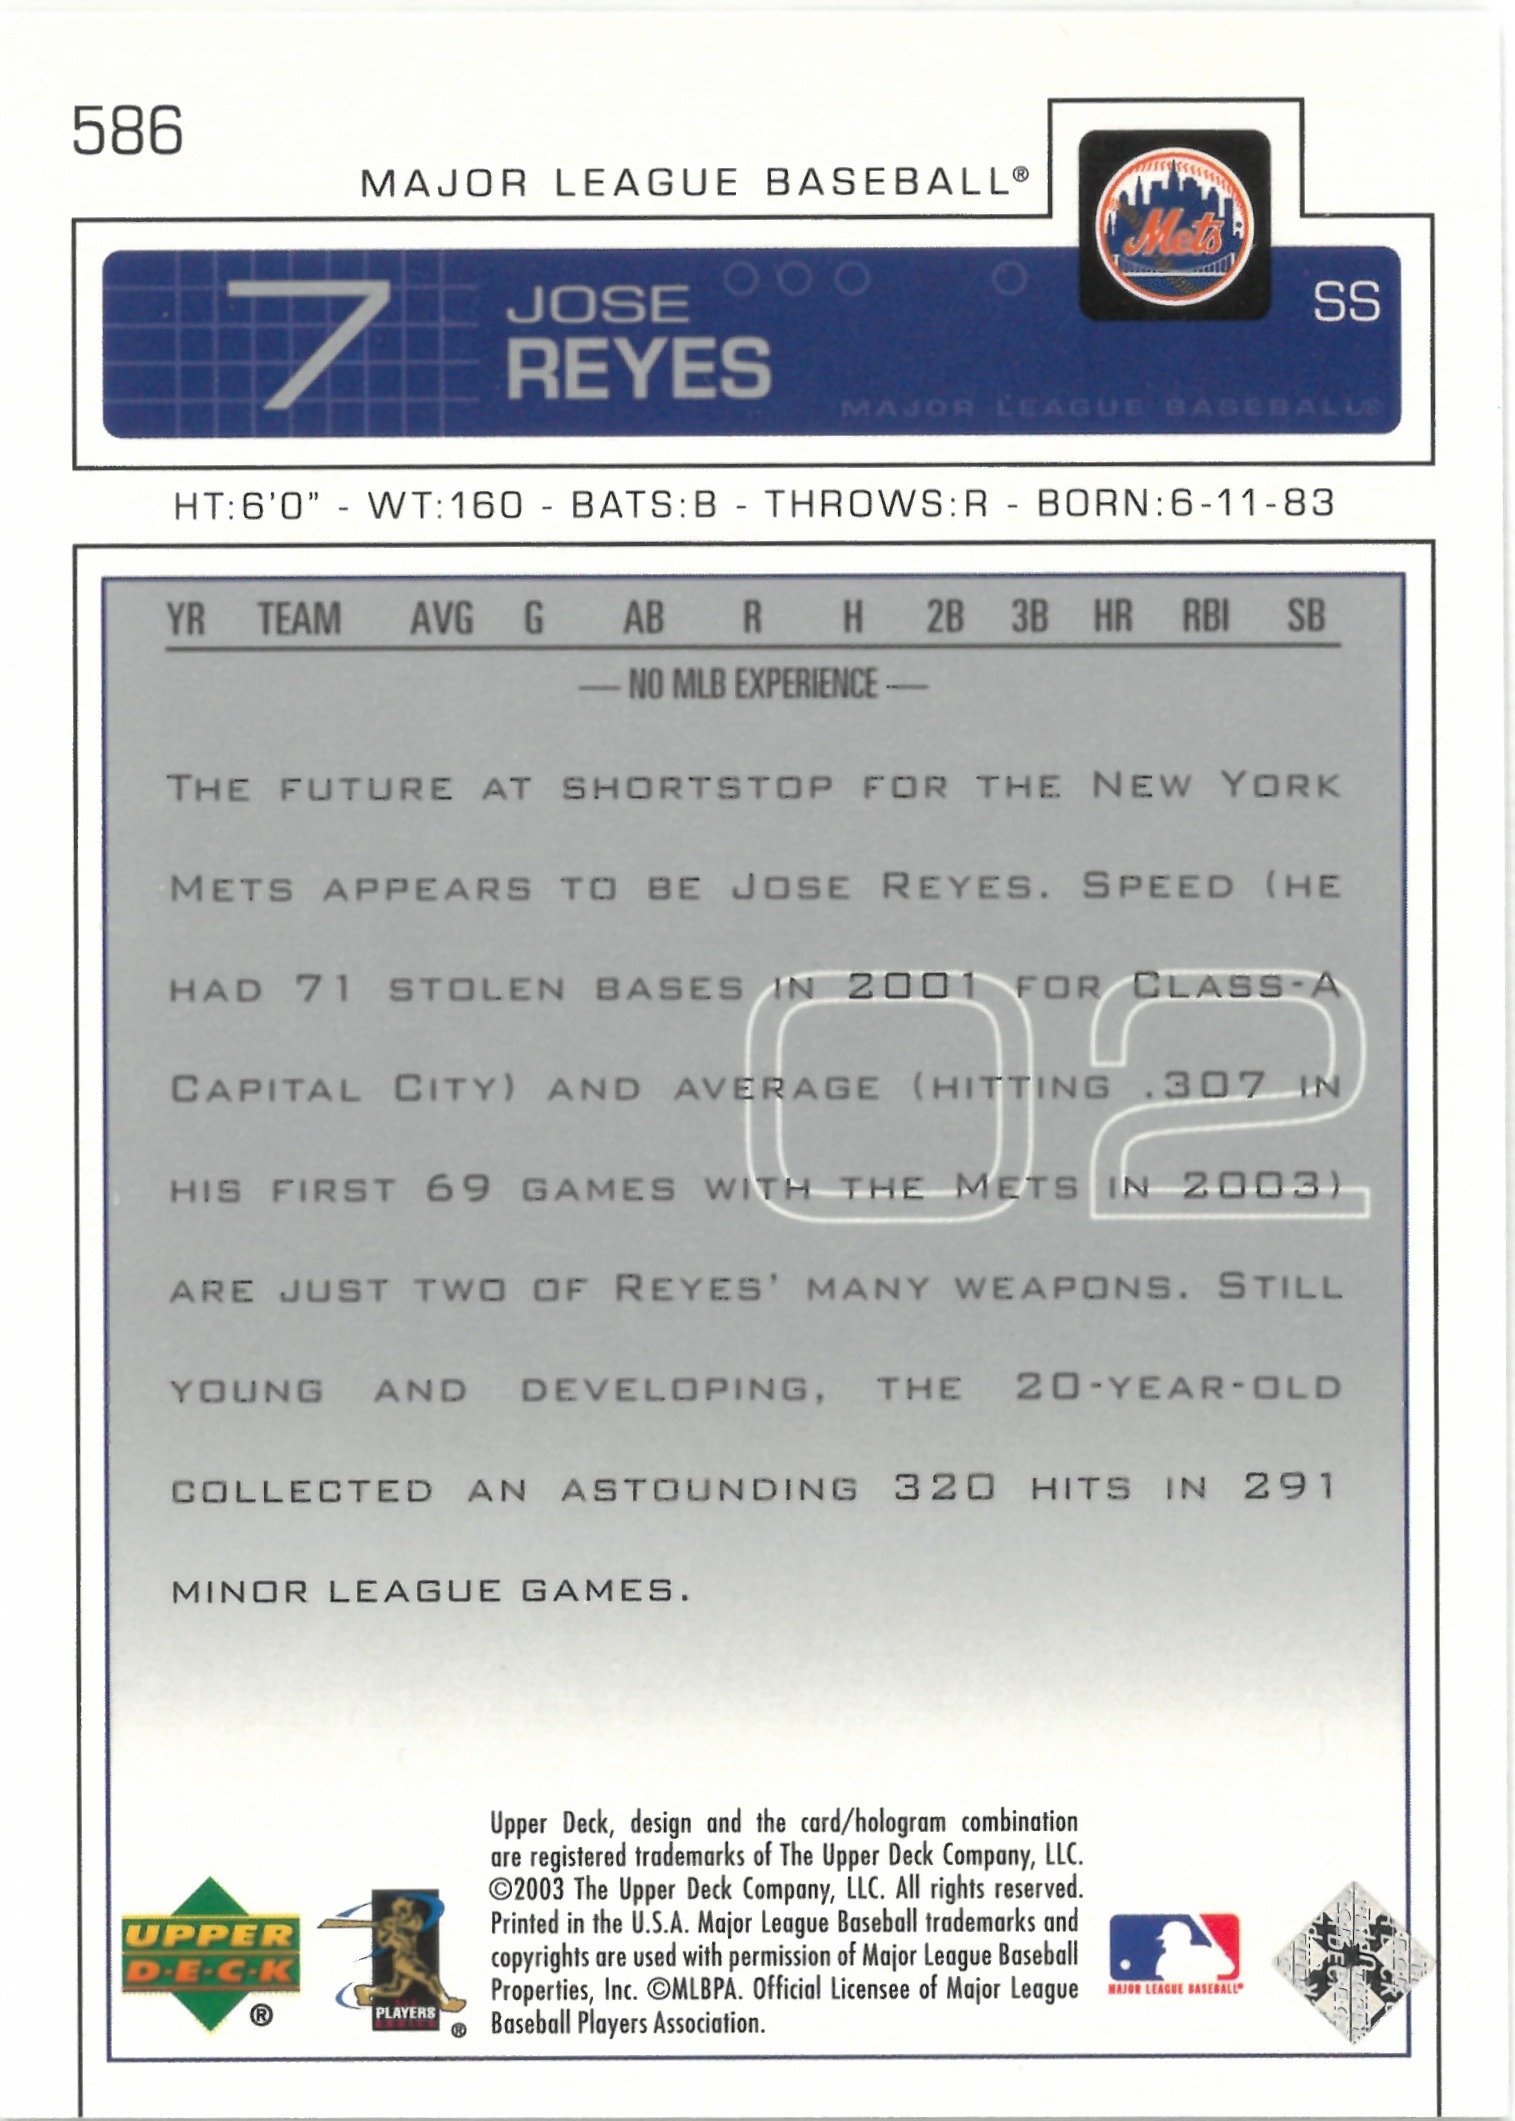 586
MAJOR LEAGUE BASEBALL®
Mets
7 JOSE SS
REYES
MAJOR LEAGUE BASEBALL®
HT:6'0" - WT:160 - BATS:B - THROWS:R - BORN:6-11-83
YR TEAM AVG G AB R H 2B 3B HR RBI SB
— NO MLB EXPERIENCE —
02
THE FUTURE AT SHORTSTOP FOR THE NEW YORK
METS APPEARS TO BE JOSE REYES. SPEED (HE
HAD 71 STOLEN BASES IN 2001 FOR CLASS-A
CAPITAL CITY) AND AVERAGE (HITTING .307 IN
HIS FIRST 69 GAMES WITH THE METS IN 2003)
ARE JUST TWO OF REYES' MANY WEAPONS. STILL
YOUNG AND DEVELOPING, THE 20-YEAR-OLD
COLLECTED AN ASTOUNDING 320 HITS IN 291
MINOR LEAGUE GAMES.
Upper Deck, design and the card/hologram combination
are registered trademarks of The Upper Deck Company, LLC.
©2003 The Upper Deck Company, LLC. All rights reserved.
Printed in the U.S.A. Major League Baseball trademarks and
copyrights are used with permission of Major League Baseball
Properties, Inc. ©MLBPA. Official Licensee of Major League
Baseball Players Association.
UPPER
D·E·C·K
®
PLAYERS
®
MAJOR LEAGUE BASEBALL®